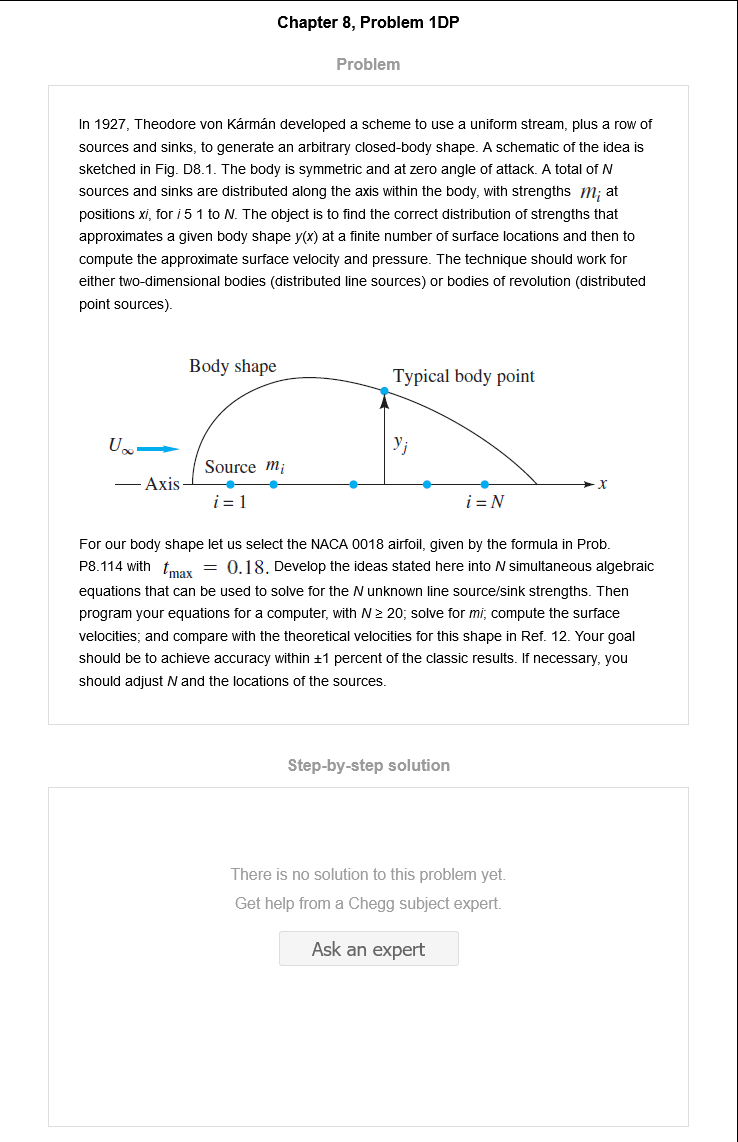 Chapter 8, Problem 1DP
Problem
In 1927, Theodore von Kármán developed a scheme to use a uniform stream, plus a row of
sources and sinks, to generate an arbitrary closed-body shape. A schematic of the idea is
sketched in Fig. D8.1. The body is symmetric and at zero angle of attack. A total of N
sources and sinks are distributed along the axis within the body, with strengths mᵢ at
positions xi, for i 5 1 to N. The object is to find the correct distribution of strengths that
approximates a given body shape y(x) at a finite number of surface locations and then to
compute the approximate surface velocity and pressure. The technique should work for
either two-dimensional bodies (distributed line sources) or bodies of revolution (distributed
point sources).
Body shape
Typical body point
U∞
yⱼ
Source mᵢ
Axis
x
i = 1
i = N
For our body shape let us select the NACA 0018 airfoil, given by the formula in Prob.
P8.114 with tmax = 0.18. Develop the ideas stated here into N simultaneous algebraic
equations that can be used to solve for the N unknown line source/sink strengths. Then
program your equations for a computer, with N ≥ 20; solve for mi; compute the surface
velocities; and compare with the theoretical velocities for this shape in Ref. 12. Your goal
should be to achieve accuracy within ±1 percent of the classic results. If necessary, you
should adjust N and the locations of the sources.
Step-by-step solution
There is no solution to this problem yet.
Get help from a Chegg subject expert.
Ask an expert